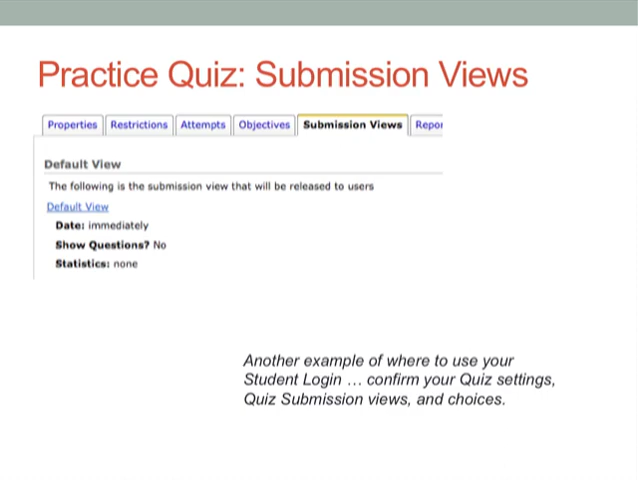 Practice Quiz: Submission Views
Properties Restrictions Attempts Objectives Submission Views Repor
Default View
The following is the submission view that will be released to users
Default View
Date: immediately
Show Questions? No
Statistics: none
Another example of where to use your
Student Login … confirm your Quiz settings,
Quiz Submission views, and choices.